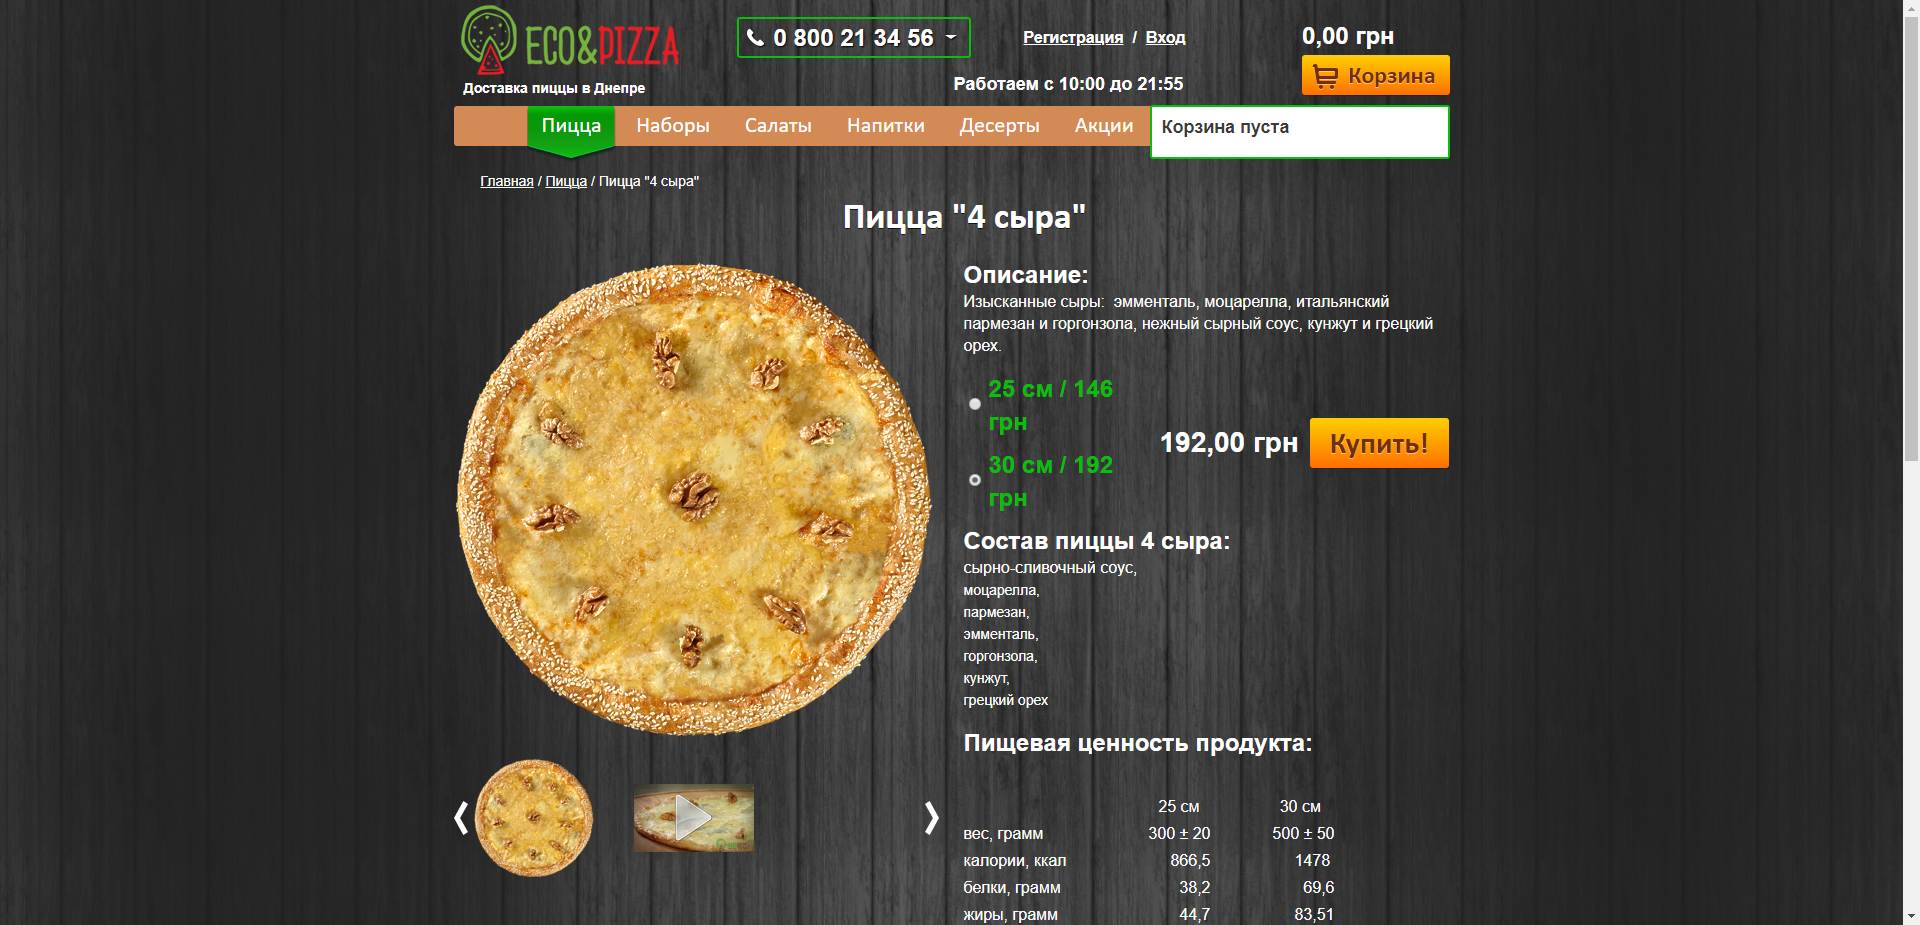 ECO&PIZZA
Доставка пиццы в Днепре
0 800 21 34 56
Регистрация / Вход
Работаем с 10:00 до 21:55
0,00 грн
Корзина
Пицца Наборы Салаты Напитки Десерты Акции
Корзина пуста
Главная / Пицца / Пицца "4 сыра"
Пицца "4 сыра"
Описание:
Изысканные сыры: эмменталь, моцарелла, итальянский
пармезан и горгонзола, нежный сырный соус, кунжут и грецкий
орех.
25 см / 146
грн
30 см / 192
грн
192,00 грн
Купить!
Состав пиццы 4 сыра:
сырно-сливочный соус,
моцарелла,
пармезан,
эмменталь,
горгонзола,
кунжут,
грецкий орех
Пищевая ценность продукта:
25 см 30 см
вес, грамм 300 ± 20 500 ± 50
калории, ккал 866,5 1478
белки, грамм 38,2 69,6
жиры, грамм 44,7 83,51